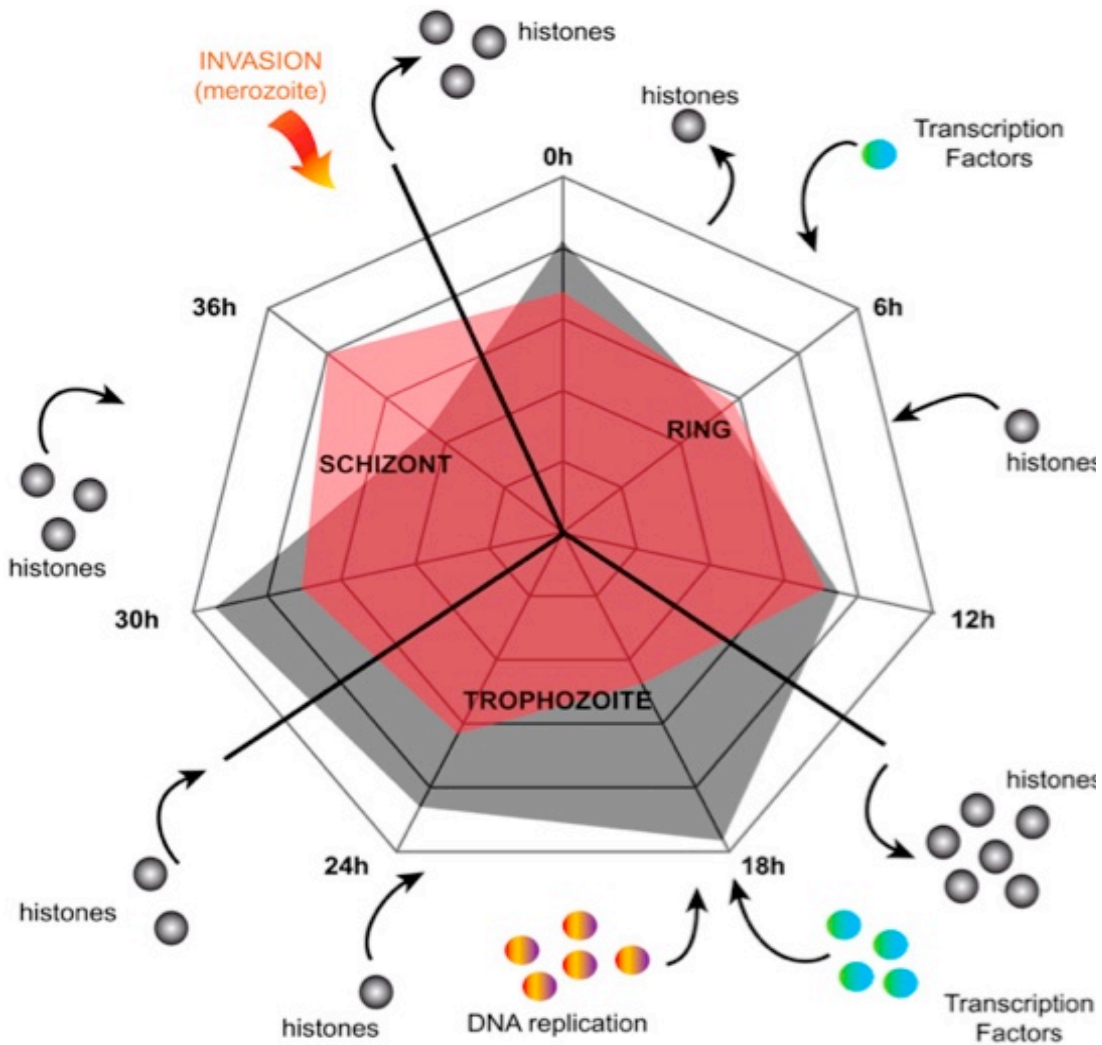 histones
INVASION
(merozoite)
histones
Transcription
Factors
0h
36h
6h
RING
SCHIZONT
histones
histones
30h
12h
TROPHOZOITE
histones
24h
18h
histones
histones
DNA replication
Transcription
Factors